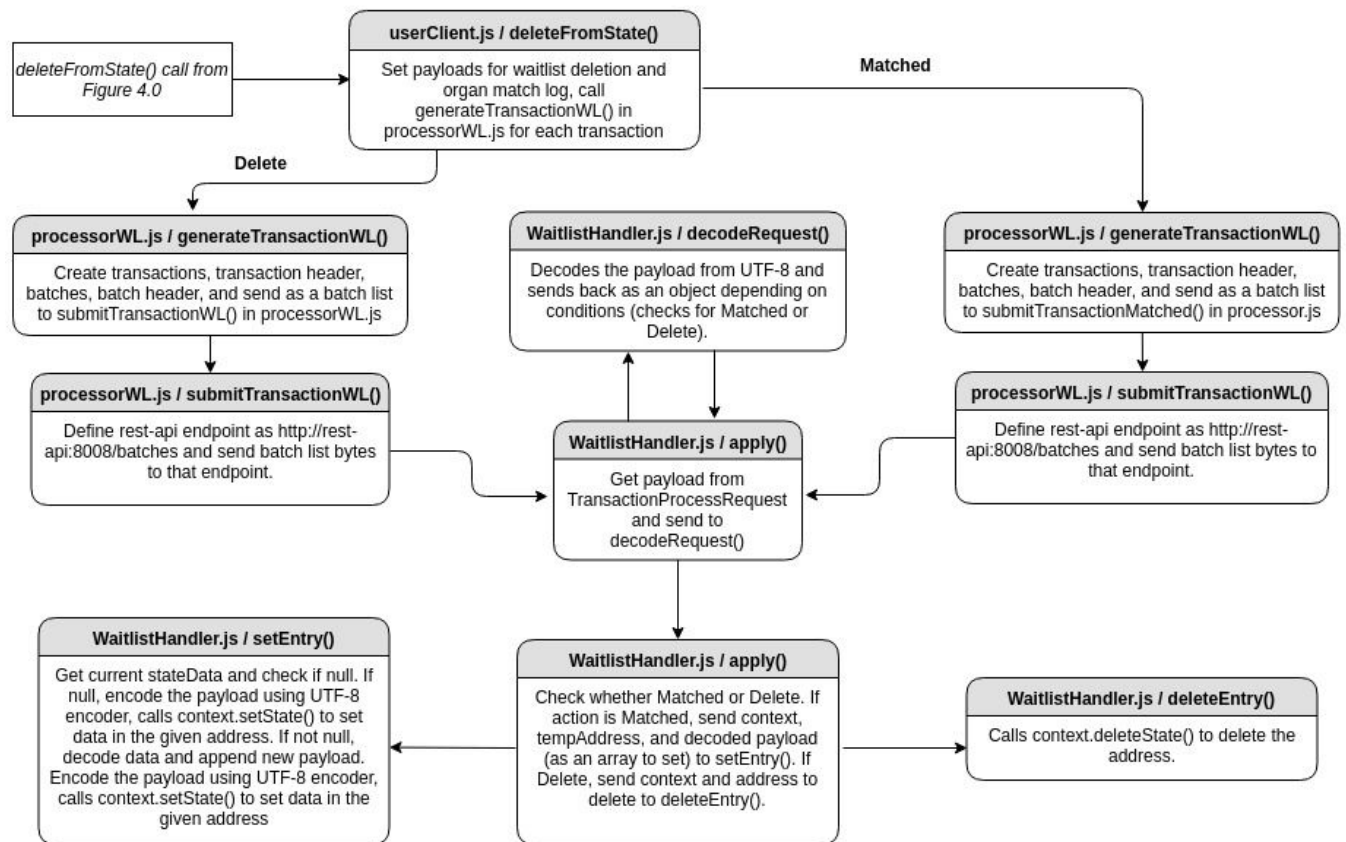 userClient.js / deleteFromState()
deleteFromState() call from
Figure 4.0
Set payloads for waitlist deletion and
organ match log, call
generateTransactionWL() in
processorWL.js for each transaction
Matched
Delete
processorWL.js / generateTransactionWL()
Create transactions, transaction header,
batches, batch header, and send as a batch list
to submitTransactionWL() in processorWL.js
WaitlistHandler.js / decodeRequest()
Decodes the payload from UTF-8 and
sends back as an object depending on
conditions (checks for Matched or
Delete).
processorWL.js / generateTransactionWL()
Create transactions, transaction header,
batches, batch header, and send as a batch list
to submitTransactionMatched() in processor.js
processorWL.js / submitTransactionWL()
Define rest-api endpoint as http://rest-
api:8008/batches and send batch list bytes
to that endpoint.
WaitlistHandler.js / apply()
Get payload from
TransactionProcessRequest
and send to
decodeRequest()
processorWL.js / submitTransactionWL()
Define rest-api endpoint as http://rest-
api:8008/batches and send batch list bytes to
that endpoint.
WaitlistHandler.js / setEntry()
Get current stateData and check if null. If
null, encode the payload using UTF-8
encoder, calls context.setState() to set
data in the given address. If not null,
decode data and append new payload.
Encode the payload using UTF-8 encoder,
calls context.setState() to set data in the
given address
WaitlistHandler.js / apply()
Check whether Matched or Delete. If
action is Matched, send context,
tempAddress, and decoded payload
(as an array to set) to setEntry(). If
Delete, send context and address to
delete to deleteEntry().
WaitlistHandler.js / deleteEntry()
Calls context.deleteState() to delete the
address.